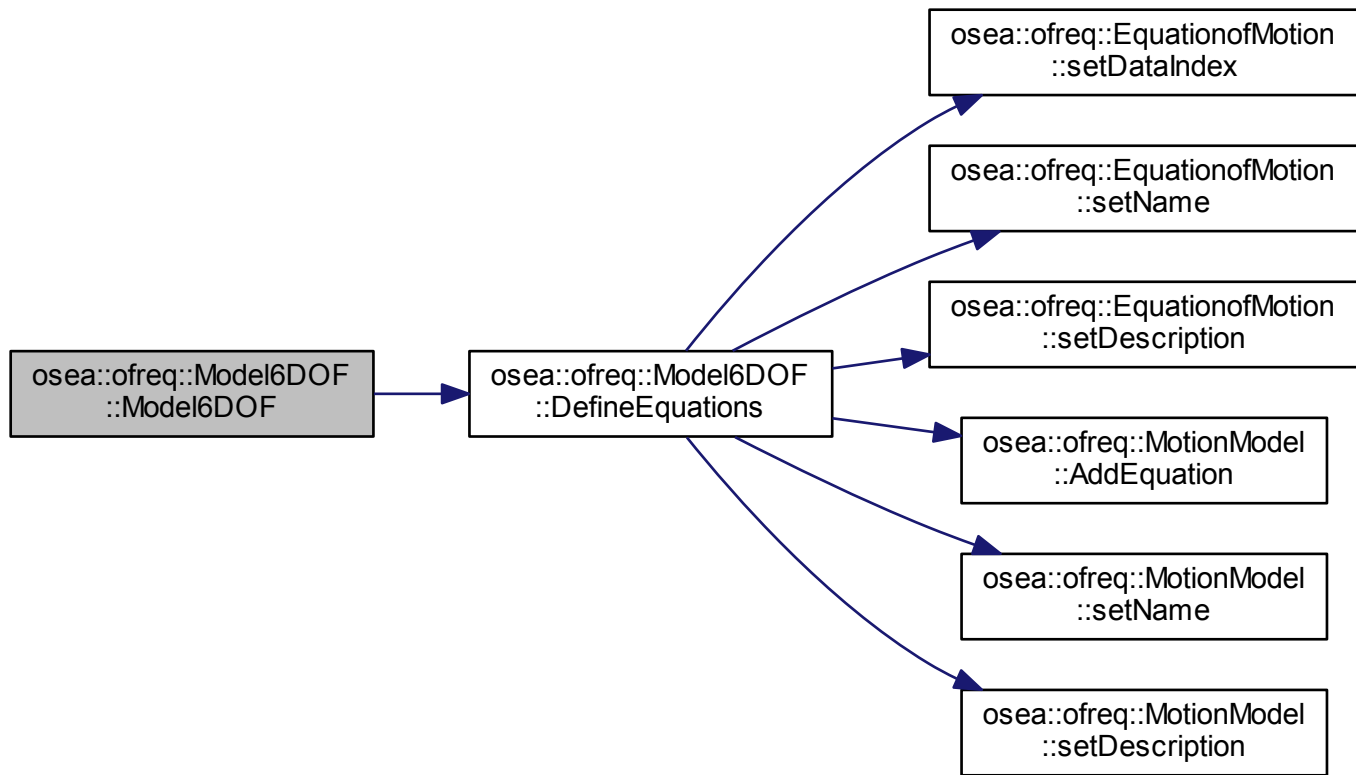 osea::ofreq::EquationofMotion
::setDataIndex
osea::ofreq::EquationofMotion
::setName
osea::ofreq::EquationofMotion
::setDescription
osea::ofreq::Model6DOF
::Model6DOF
osea::ofreq::Model6DOF
::DefineEquations
osea::ofreq::MotionModel
::AddEquation
osea::ofreq::MotionModel
::setName
osea::ofreq::MotionModel
::setDescription